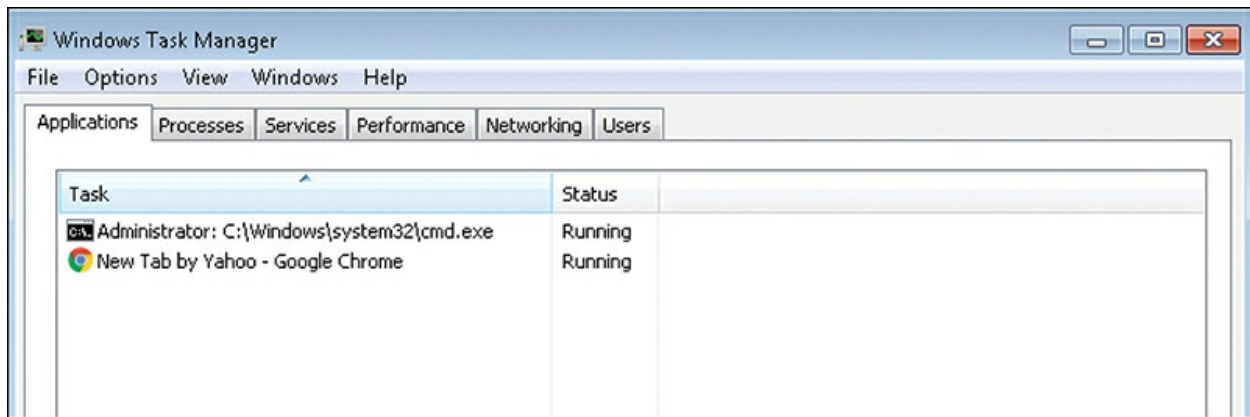 Windows Task Manager
File Options View Windows Help
Applications Processes Services Performance Networking Users
Task Status
C:\. Administrator: C:\Windows\system32\cmd.exe Running
New Tab by Yahoo - Google Chrome Running